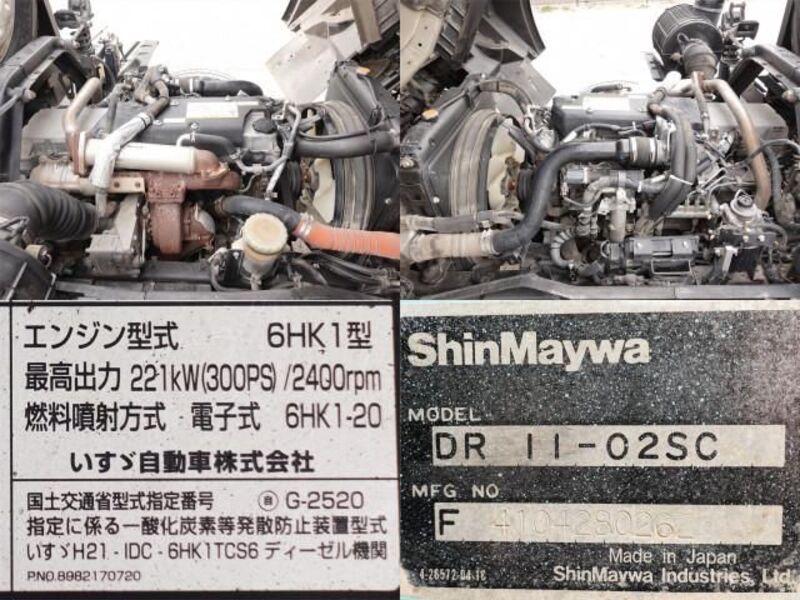 エンジン型式 6HK1型
最高出力 221kW(300PS) /2400rpm
燃料噴射方式 電子式 6HK1-20
いすゞ自動車株式会社
国土交通省型式指定番号 自 G-2520
指定に係る一酸化炭素等発散防止装置型式
いすゞH21 - IDC - 6HK1TCS6 ディーゼル機関
P.NO.8982170720
ShinMaywa
MODEL
DR 11-02SC
MFG NO
F
Made in Japan
ShinMaywa Industries, Ltd.